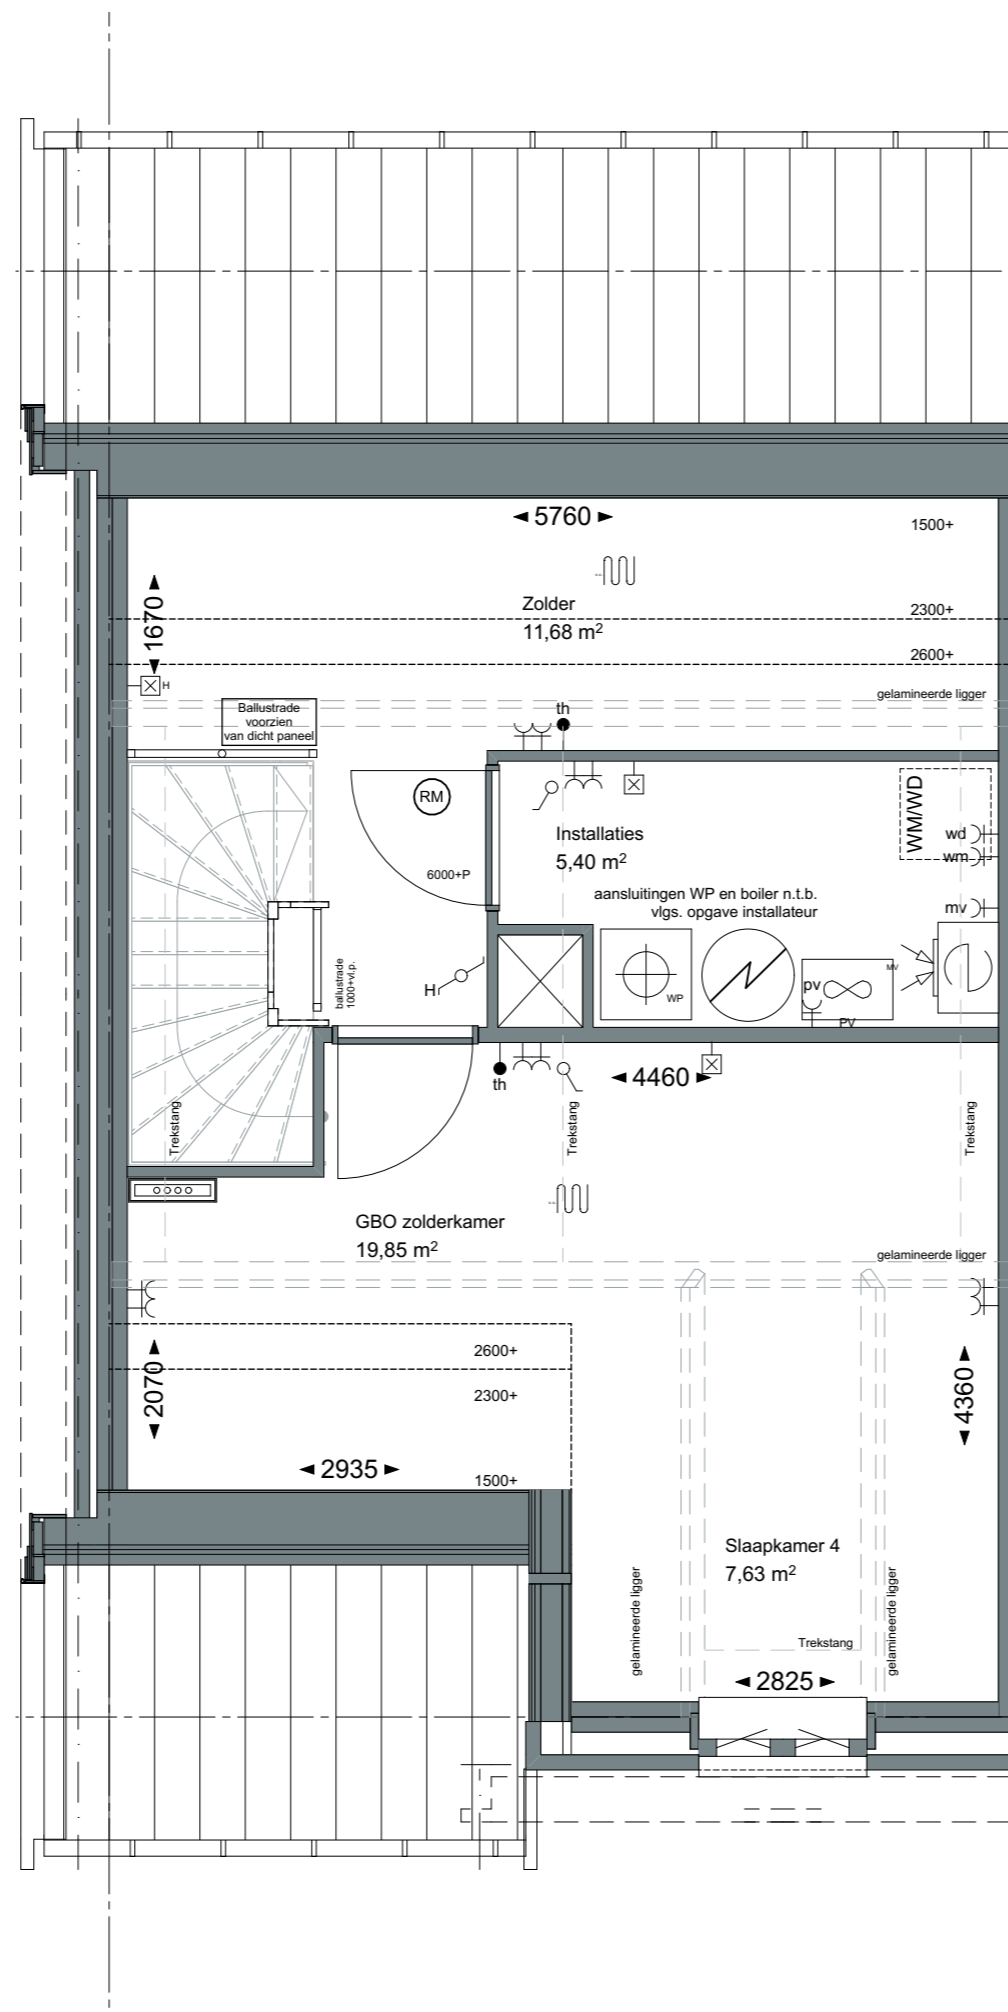 5760
1500+
1670
Zolder
11,68 m²
2300+
2600+
H
gelamineerde ligger
Ballustrade
voorzien
van dicht paneel
th
RM
WM/WD
Installaties
5,40 m²
wd
wm
6000+P
aansluitingen WP en boiler n.t.b.
vlgs. opgave installateur
mv
ballustrade
1000+vl.p.
H
WP
MV
pv
PV
th
4460
Trekstang
Trekstang
Trekstang
GBO zolderkamer
19,85 m²
gelamineerde ligger
2600+
2070
2300+
4360
2935
1500+
Slaapkamer 4
7,63 m²
gelamineerde ligger
gelamineerde ligger
Trekstang
2825